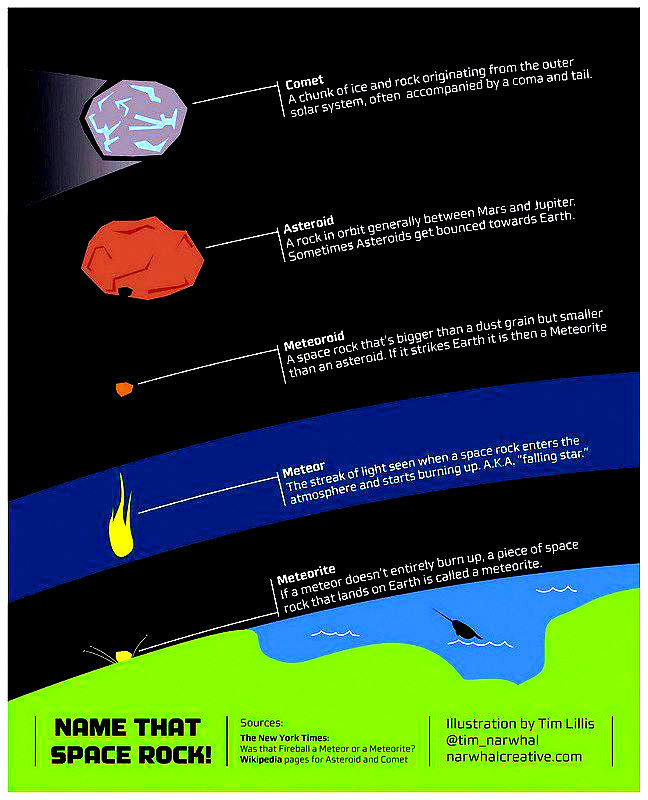 Comet
A chunk of ice and rock originating from the outer
solar system, often accompanied by a coma and tail.
Asteroid
A rock in orbit generally between Mars and Jupiter.
Sometimes Asteroids get bounced towards Earth.
Meteoroid
A space rock that's bigger than a dust grain but smaller
than an asteroid. If it strikes Earth it is then a Meteorite
Meteor
The streak of light seen when a space rock enters the
atmosphere and starts burning up. A.K.A. "falling star."
Meteorite
If a meteor doesn't entirely burn up, a piece of space
rock that lands on Earth is called a meteorite.
NAME THAT
SPACE ROCK!
Sources:
The New York Times:
Was that Fireball a Meteor or a Meteorite?
Wikipedia pages for Asteroid and Comet
Illustration by Tim Lillis
@tim_narwhal
narwhalcreative.com